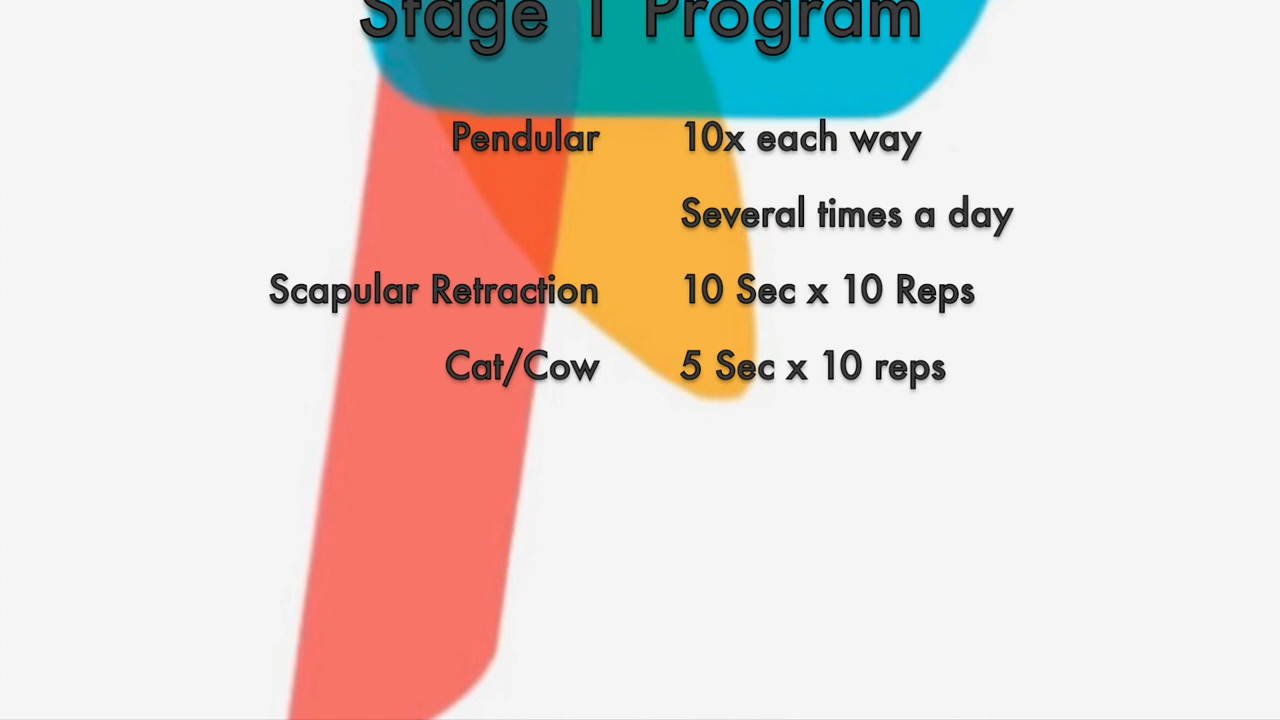 Stage 1 Program
Pendular 10x each way
Several times a day
Scapular Retraction 10 Sec x 10 Reps
Cat/Cow 5 Sec x 10 reps